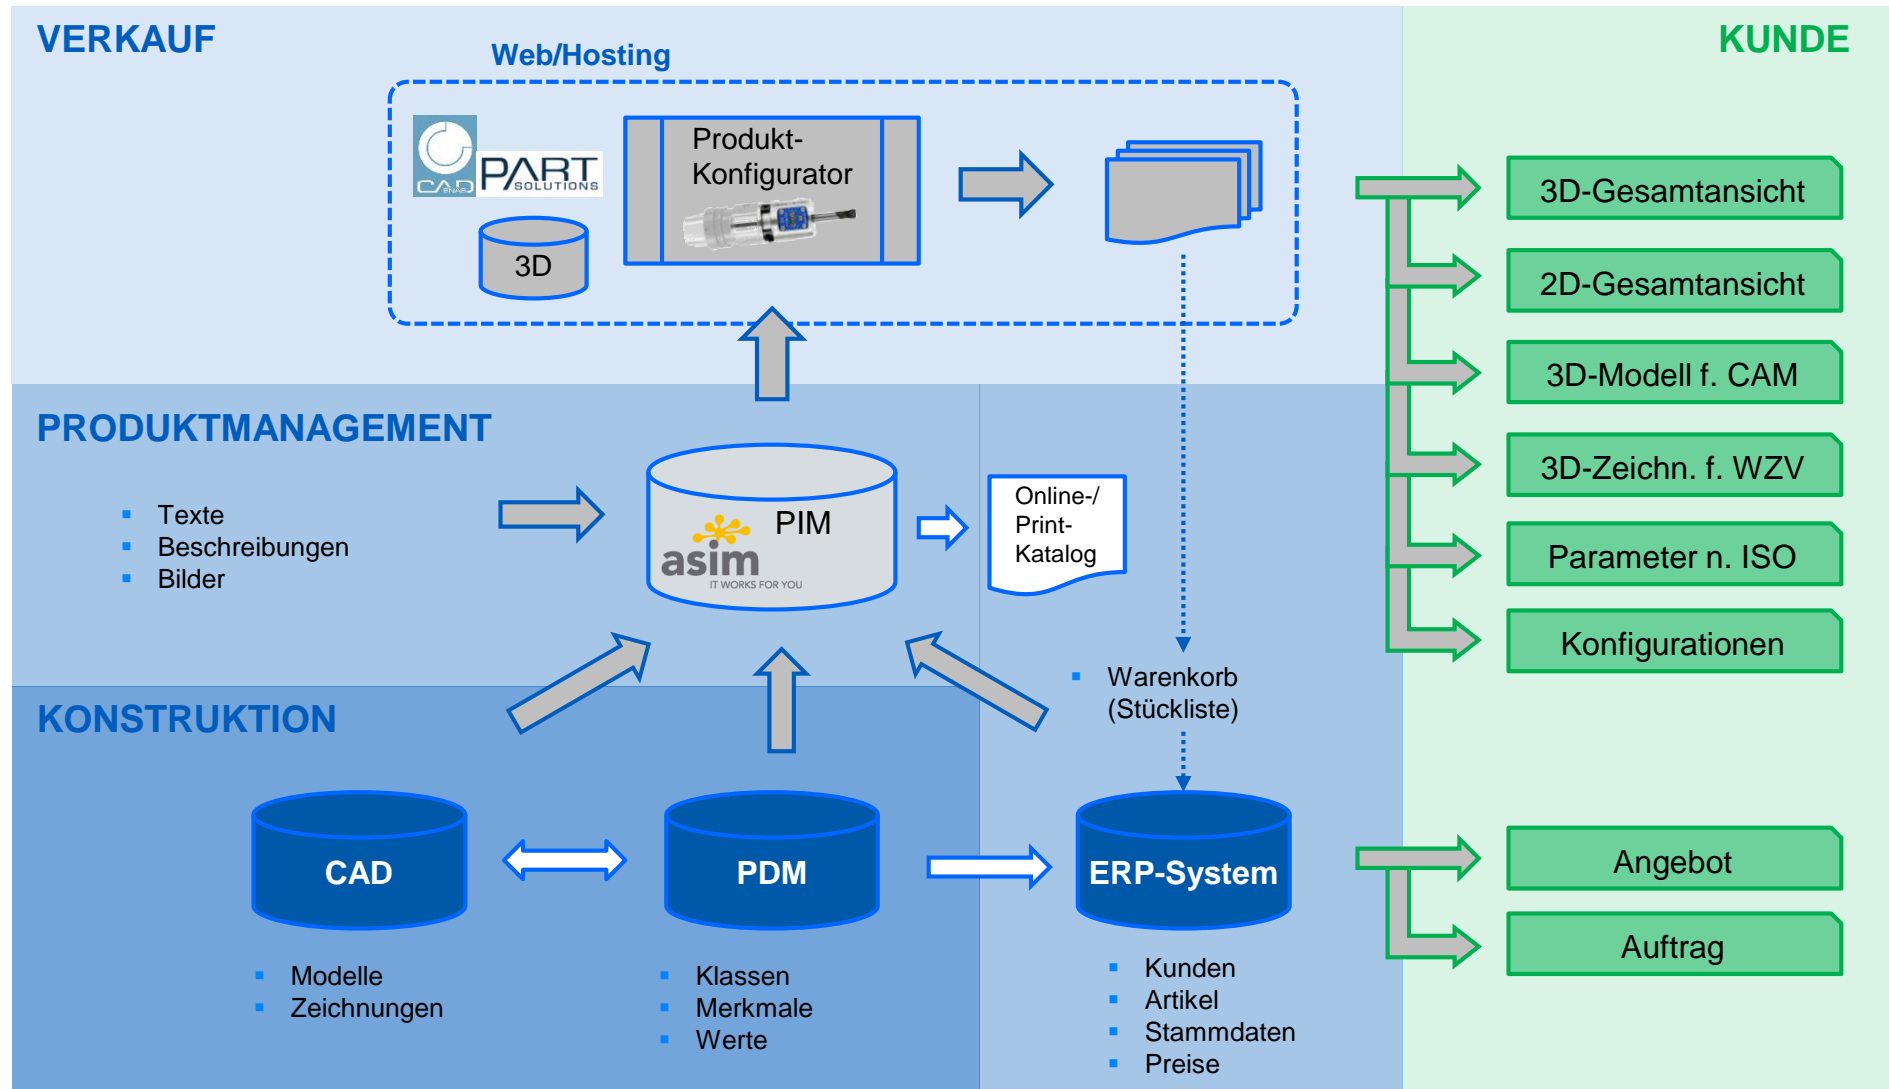 VERKAUF
KUNDE
Web/Hosting
CAD
ENAS
PART
SOLUTIONS
3D
Produkt-
Konfigurator
3D-Gesamtansicht
2D-Gesamtansicht
3D-Modell f. CAM
3D-Zeichn. f. WZV
Parameter n. ISO
Konfigurationen
PRODUKTMANAGEMENT
Texte
Beschreibungen
Bilder
PIM
asim
IT WORKS FOR YOU
Online-/
Print-
Katalog
Warenkorb
(Stückliste)
KONSTRUKTION
CAD
PDM
ERP-System
Modelle
Zeichnungen
Klassen
Merkmale
Werte
Kunden
Artikel
Stammdaten
Preise
Angebot
Auftrag